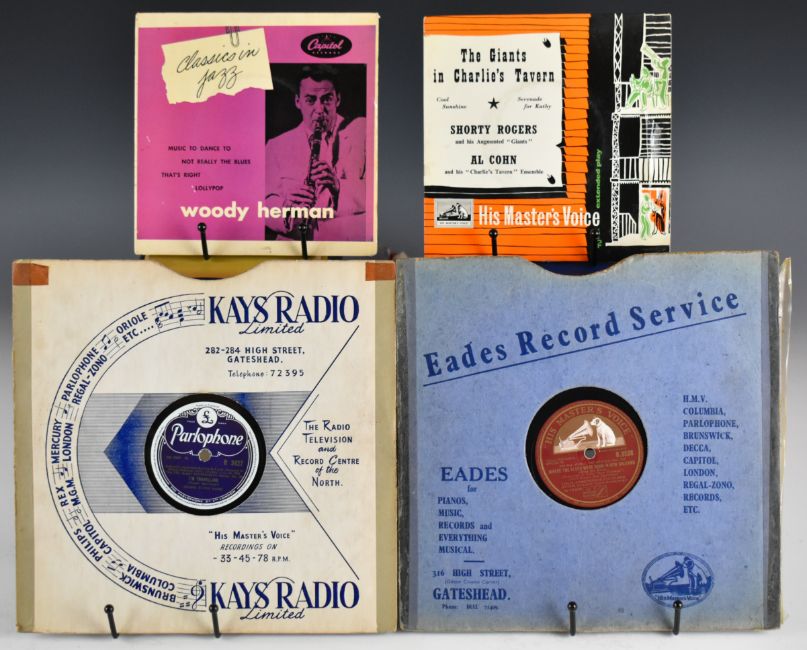 Classics in
jazz
Capitol
RECORDS
MUSIC TO DANCE TO
NOT REALLY THE BLUES
THAT'S RIGHT
LOLLYPOP
woody herman
The Giants
in Charlie's Tavern
Cool
Sunshine
Serenade
for Kathy
SHORTY ROGERS
and his Augmented "Giants"
AL COHN
and his "Charlie's Tavern" Ensemble
His Master's Voice
extended play
KAYS RADIO
Limited
282-284 HIGH STREET,
GATESHEAD.
Telephone: 72395
ORIOLE
ETC....
PARLOPHONE
REGAL-ZONO
MERCURY
LONDON
REX
M.G.M
PHILIPS
CAPITOL
BRUNSWICK
COLUMBIA
Parlophone
THE RADIO
TELEVISION
and
RECORD CENTRE
of the
NORTH.
"HIS MASTER'S VOICE"
RECORDINGS ON
-33-45-78 R.P.M.
KAYS RADIO
Limited
Eades Record Service
HIS MASTER'S VOICE
H.M.V.
COLUMBIA,
PARLOPHONE,
BRUNSWICK,
DECCA,
CAPITOL,
LONDON,
REGAL-ZONO,
RECORDS,
ETC.
EADES
for
PIANOS,
MUSIC,
RECORDS and
EVERYTHING
MUSICAL.
316 HIGH STREET,
GATESHEAD.
"His Master's Voice"